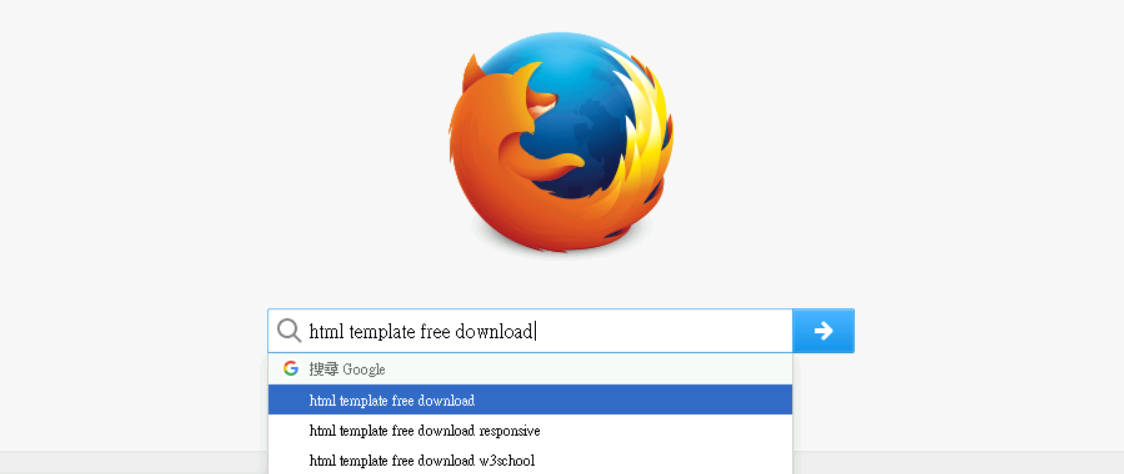 html template free download
搜尋 Google
html template free download
html template free download responsive
html template free download w3school